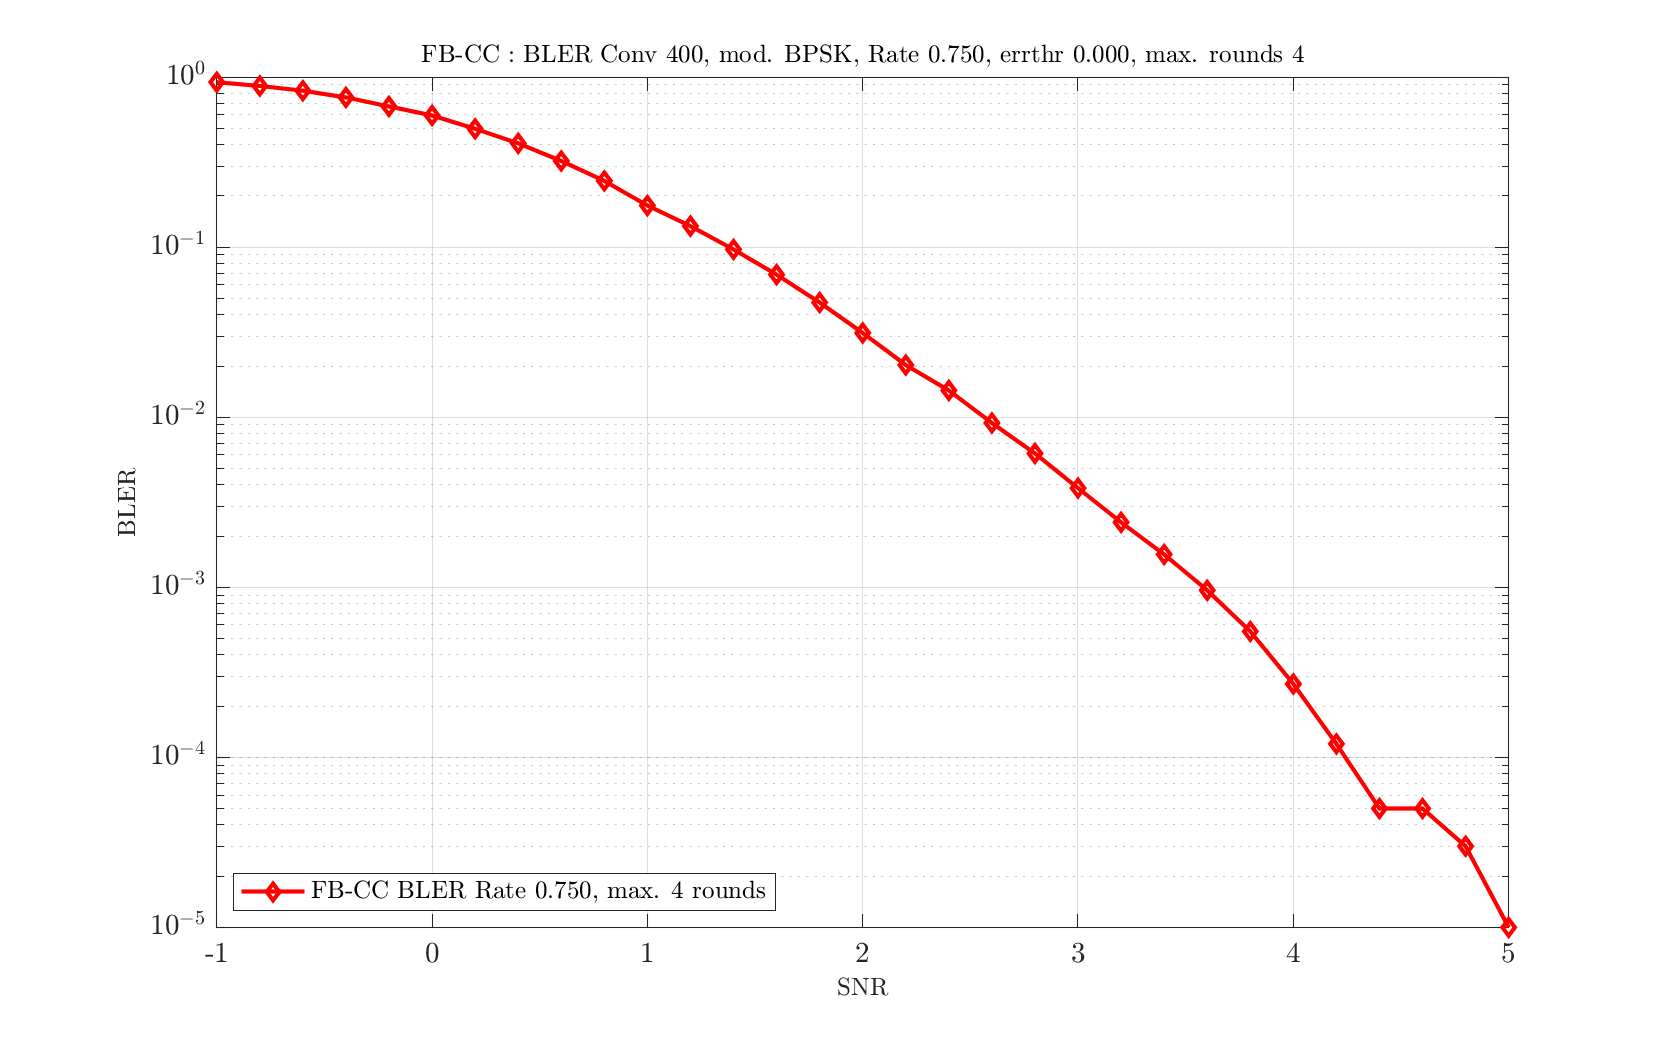 FB-CC : BLER Conv 400, mod. BPSK, Rate 0.750, errthr 0.000, max. rounds 4
10^0
10^−1
10^−2
10^−3
10^−4
10^−5
BLER
FB-CC BLER Rate 0.750, max. 4 rounds
-1 0 1 2 3 4 5
SNR